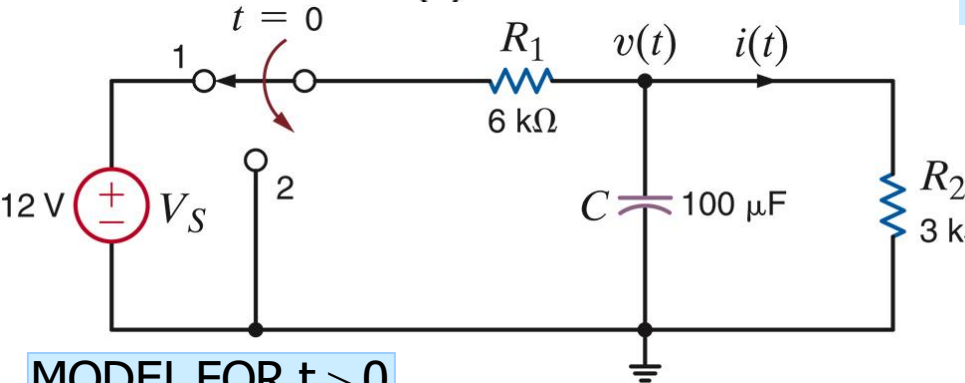 t = 0
1
R1
v(t)
i(t)
6 kΩ
2
12 V
+
−
VS
C
100 μF
R2
3 k
MODEL FOR t > 0